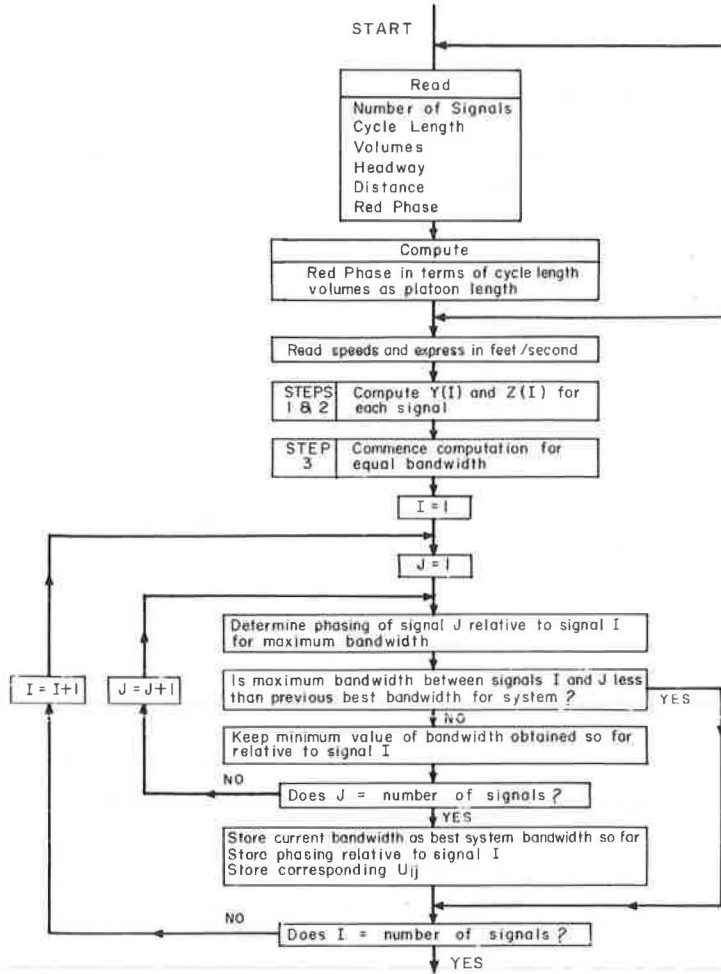 START
Read
Number of Signals
Cycle Length
Volumes
Headway
Distance
Red Phase
Compute
Red Phase in terms of cycle length
volumes as platoon length
Read speeds and express in feet/second
STEPS
1 & 2
Compute Y(I) and Z(I) for
each signal
STEP
3
Commence computation for
equal bandwidth
I = 1
J = 1
Determine phasing of signal J relative to signal I
for maximum bandwidth
I = I+1
J = J+1
Is maximum bandwidth between signals I and J less
than previous best bandwidth for system ?
YES
NO
Keep minimum value of bandwidth obtained so far
relative to signal I
NO
Does J = number of signals ?
YES
Store current bandwidth as best system bandwidth so far
Store phasing relative to signal I
Store corresponding Uij
NO
Does I = number of signals ?
YES